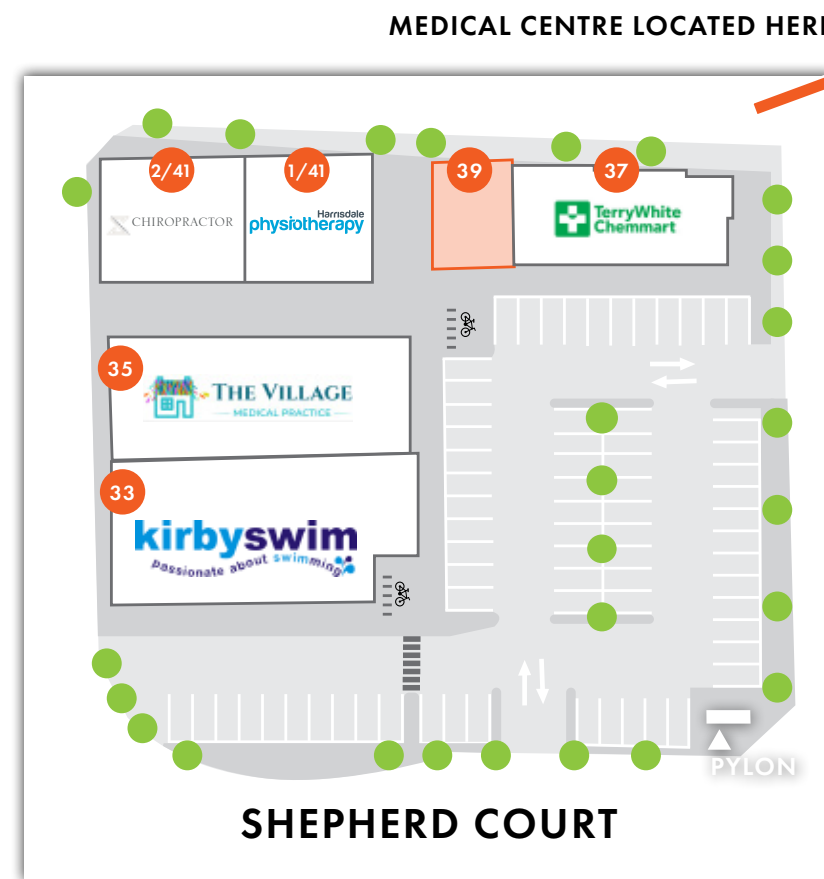 MEDICAL CENTRE LOCATED HER
2/41
1/41
39
37
CHIROPRACTOR
Harrisdale
physiotherapy
TerryWhite
Chemmart
35
THE VILLAGE
MEDICAL PRACTICE
33
kirbyswim
passionate about swimming
PYLON
SHEPHERD COURT